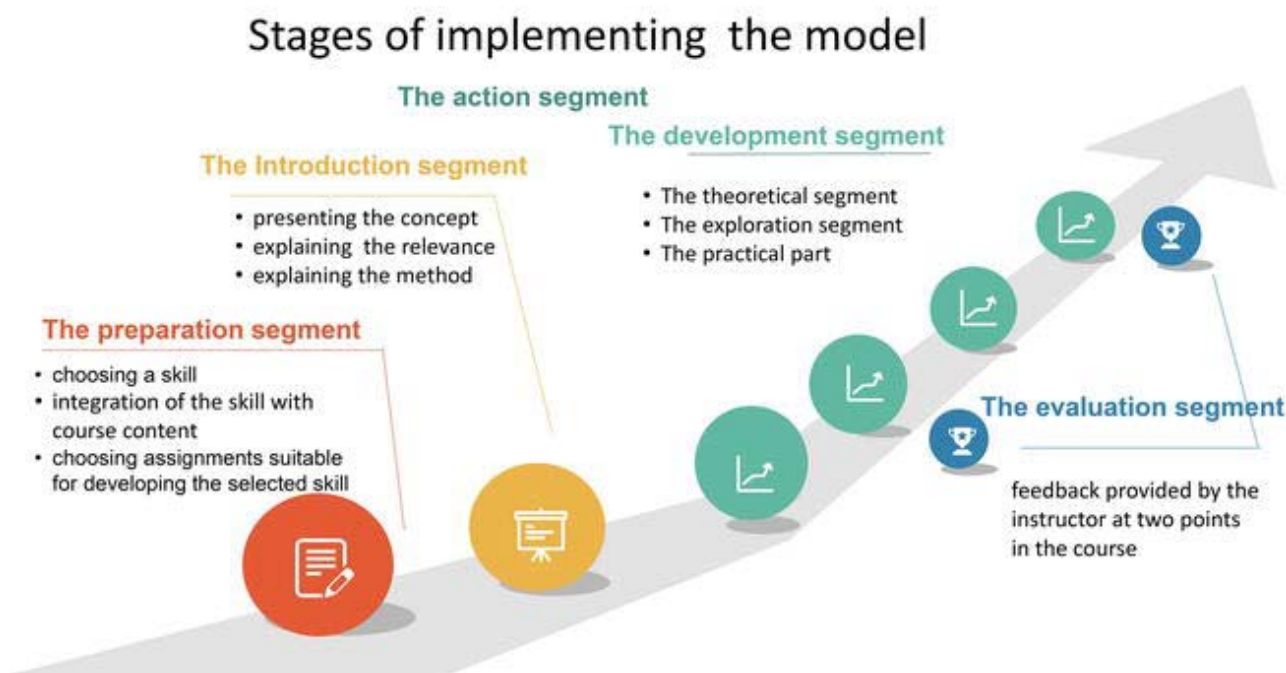 Stages of implementing the model
The action segment
The development segment
The Introduction segment
• The theoretical segment
• The exploration segment
• The practical part
• presenting the concept
• explaining the relevance
• explaining the method
The preparation segment
• choosing a skill
• integration of the skill with
course content
• choosing assignments suitable
for developing the selected skill
The evaluation segment
feedback provided by the
instructor at two points
in the course